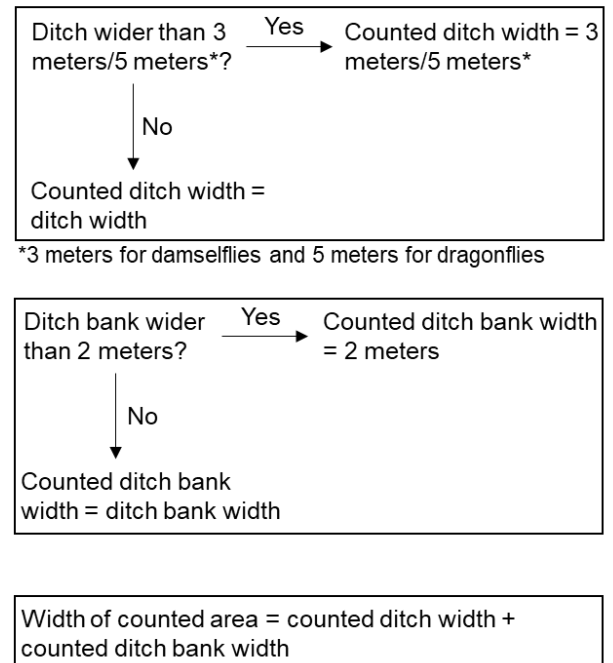 Ditch wider than 3
meters/5 meters*?
Yes
Counted ditch width = 3
meters/5 meters*
No
Counted ditch width =
ditch width
*3 meters for damselflies and 5 meters for dragonflies
Ditch bank wider
than 2 meters?
Yes
Counted ditch bank width
= 2 meters
No
Counted ditch bank
width = ditch bank width
Width of counted area = counted ditch width +
counted ditch bank width